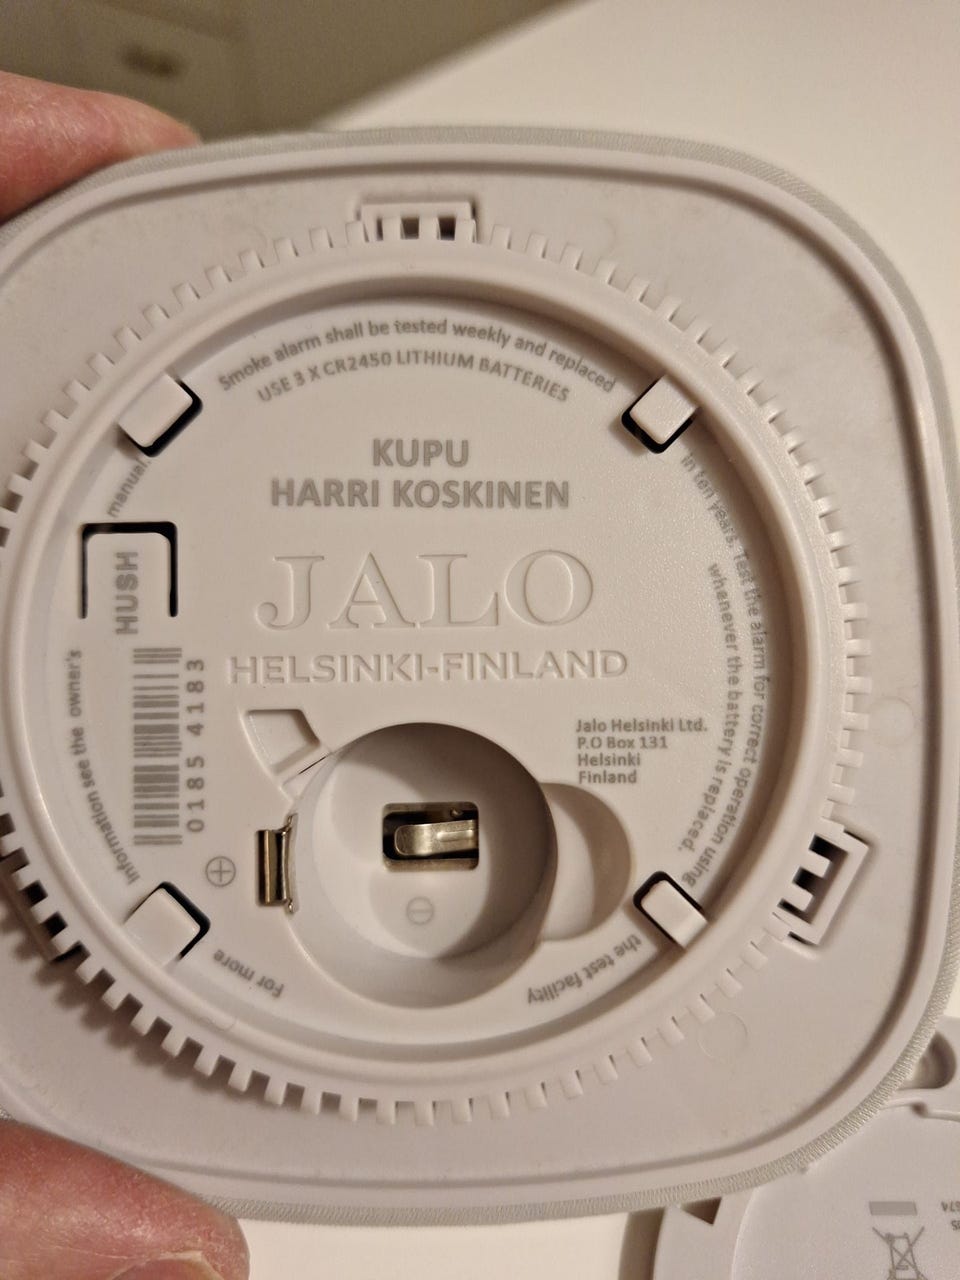 Smoke alarm shall be tested weekly and replaced
in ten years. Test the alarm for correct operation using
the test facility
whenever the battery is replaced.
For more
information see the owner's
manual.
USE 3 X CR2450 LITHIUM BATTERIES
KUPU
HARRI KOSKINEN
HUSH
JALO
HELSINKI-FINLAND
0185 4183
Jalo Helsinki Ltd.
P.O Box 131
Helsinki
Finland
+
-